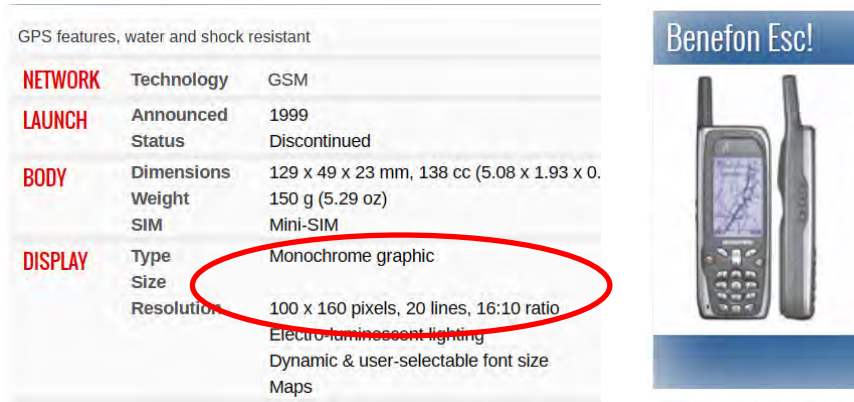 GPS features, water and shock resistant
NETWORK Technology GSM
LAUNCH Announced 1999
Status Discontinued
BODY Dimensions 129 x 49 x 23 mm, 138 cc (5.08 x 1.93 x 0.
Weight 150 g (5.29 oz)
SIM Mini-SIM
DISPLAY Type Monochrome graphic
Size
Resolution 100 x 160 pixels, 20 lines, 16:10 ratio
Electro-luminescent lighting
Dynamic & user-selectable font size
Maps
Benefon Esc!